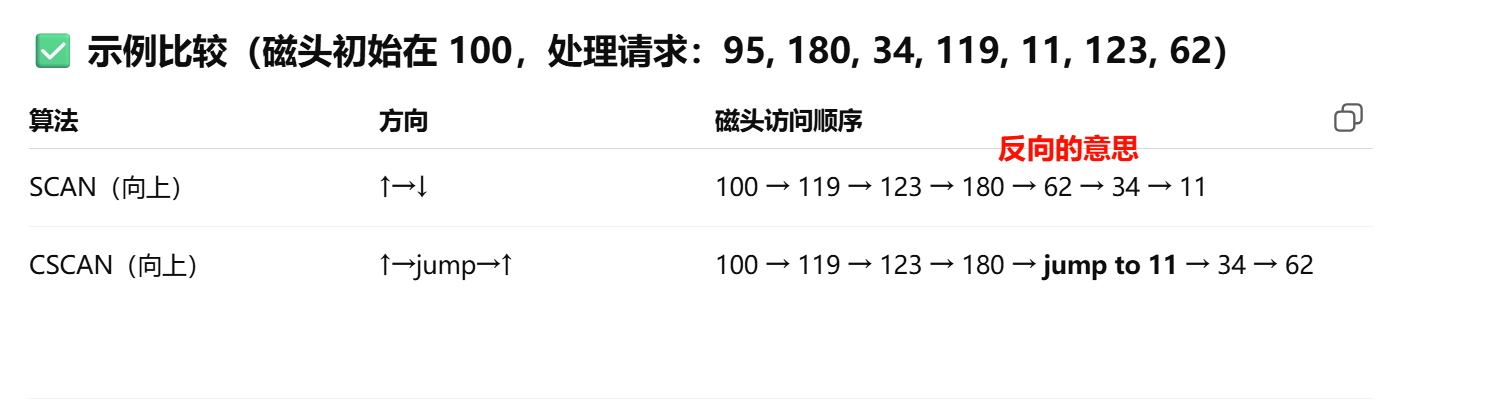 ✅ 示例比较（磁头初始在 100，处理请求：95, 180, 34, 119, 11, 123, 62）
算法 方向 磁头访问顺序
反向的意思
SCAN（向上） ↑→↓ 100 → 119 → 123 → 180 → 62 → 34 → 11
CSCAN（向上） ↑→jump→↑ 100 → 119 → 123 → 180 → jump to 11 → 34 → 62